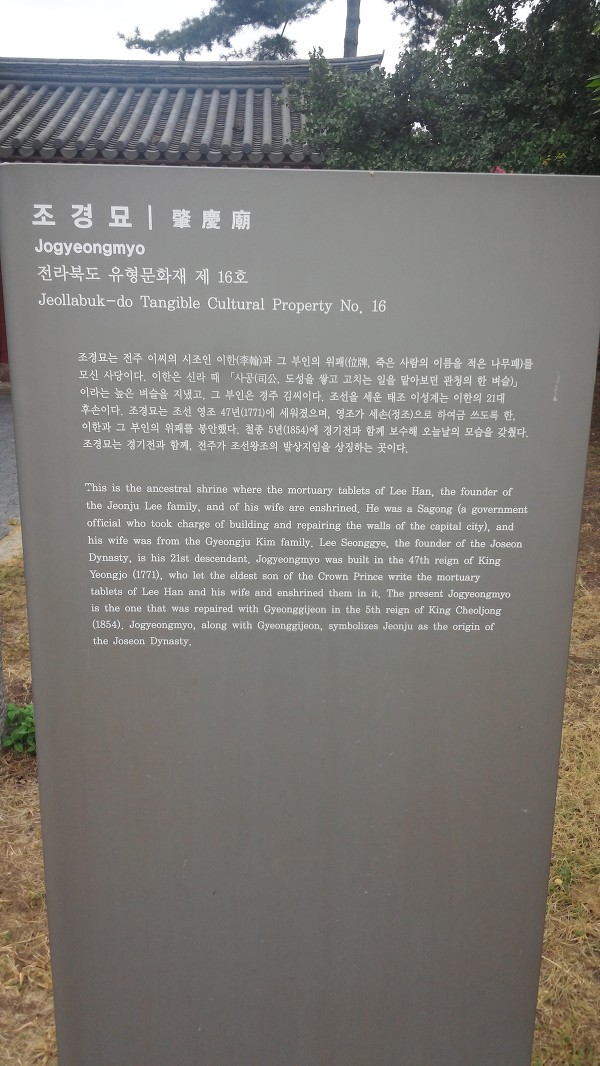 조경묘 | 肇慶廟
Jogyeongmyo
전라북도 유형문화재 제 16호
Jeollabuk-do Tangible Cultural Property No. 16
조경묘는 전주 이씨의 시조인 이한(李翰)과 그 부인의 위패(位牌, 죽은 사람의 이름을 적은 나무패)를
모신 사당이다. 이한은 신라 때 「사공(司公, 도성을 쌓고 고치는 일을 맡아보던 관청의 한 벼슬)」
이라는 높은 벼슬을 지냈고, 그 부인은 경주 김씨이다. 조선을 세운 태조 이성계는 이한의 21대
후손이다. 조경묘는 조선 영조 47년(1771)에 세워졌으며, 영조가 세손(정조)으로 하여금 쓰도록 한,
이한과 그 부인의 위패를 봉안했다. 철종 5년(1854)에 경기전과 함께 보수해 오늘날의 모습을 갖췄다.
조경묘는 경기전과 함께, 전주가 조선왕조의 발상지임을 상징하는 곳이다.
This is the ancestral shrine where the mortuary tablets of Lee Han, the founder of
the Jeonju Lee family, and of his wife are enshrined. He was a Sagong (a government
official who took charge of building and repairing the walls of the capital city), and
his wife was from the Gyeongju Kim family. Lee Seonggye, the founder of the Joseon
Dynasty, is his 21st descendant. Jogyeongmyo was built in the 47th reign of King
Yeongjo (1771), who let the eldest son of the Crown Prince write the mortuary
tablets of Lee Han and his wife and enshrined them in it. The present Jogyeongmyo
is the one that was repaired with Gyeonggijeon in the 5th reign of King Cheoljong
(1854). Jogyeongmyo, along with Gyeonggijeon, symbolizes Jeonju as the origin of
the Joseon Dynasty.